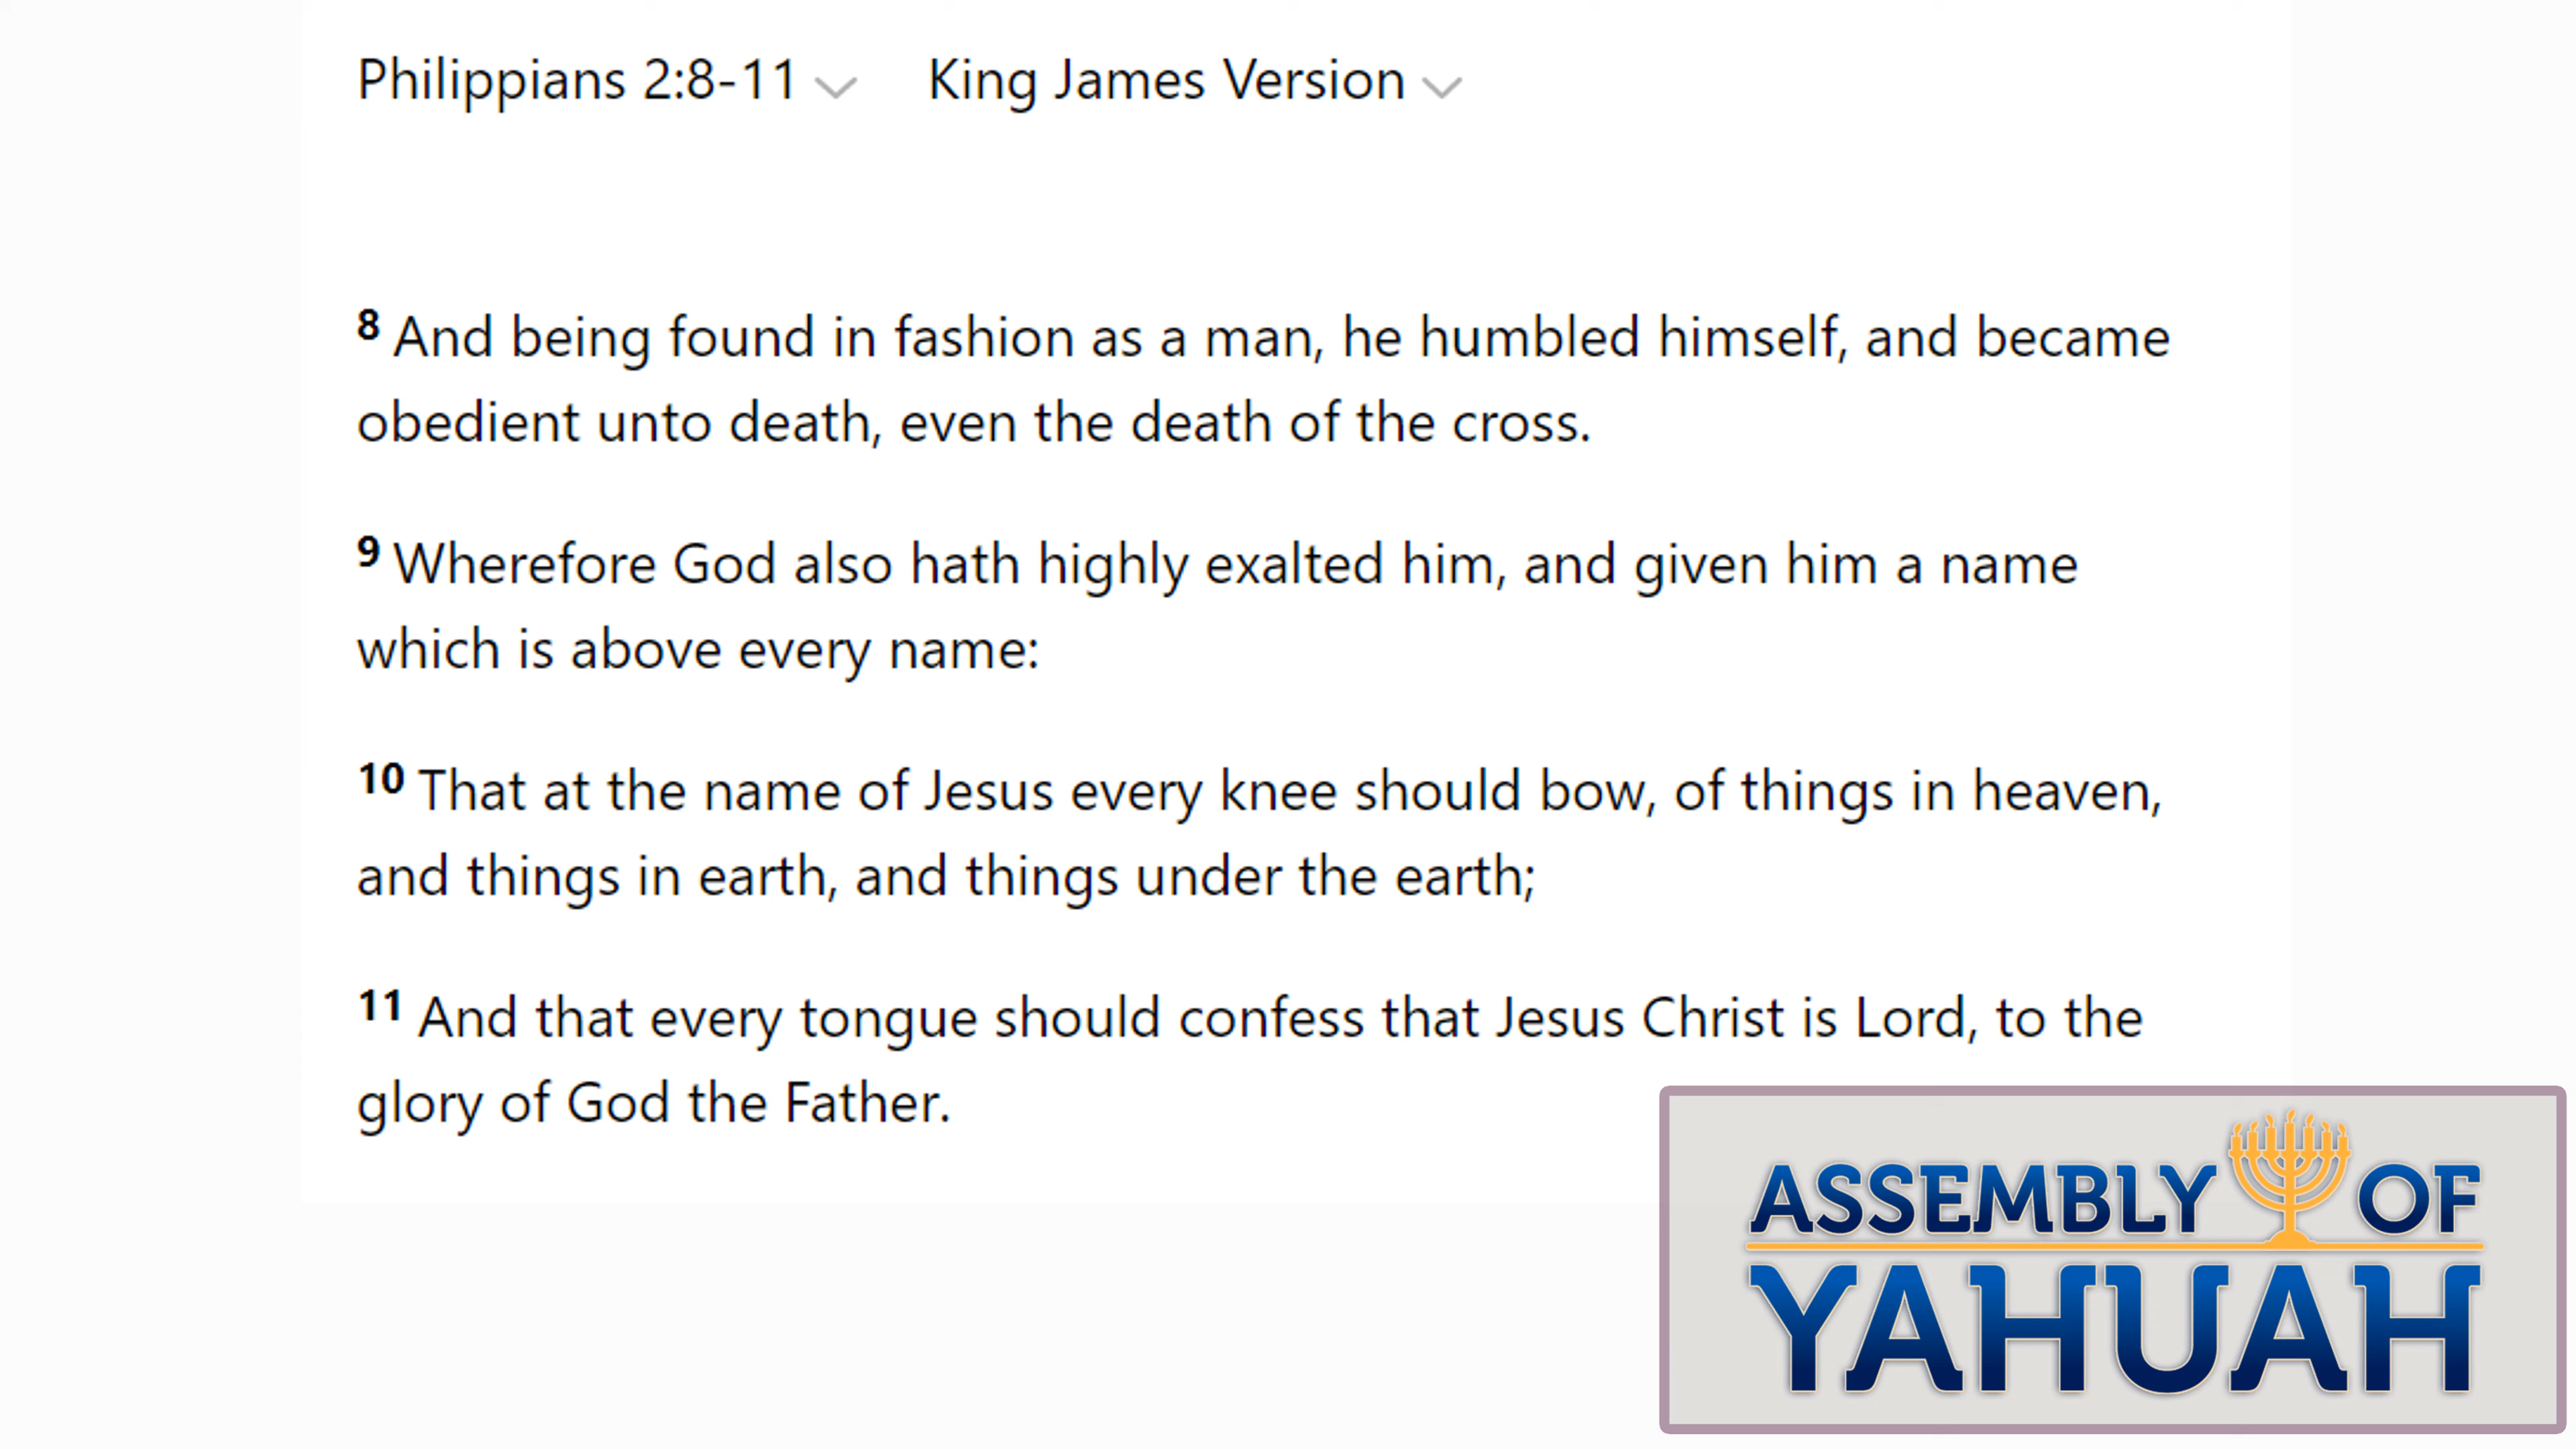 Philippians 2:8-11 King James Version
8 And being found in fashion as a man, he humbled himself, and became
obedient unto death, even the death of the cross.
9 Wherefore God also hath highly exalted him, and given him a name
which is above every name:
10 That at the name of Jesus every knee should bow, of things in heaven,
and things in earth, and things under the earth;
11 And that every tongue should confess that Jesus Christ is Lord, to the
glory of God the Father.
ASSEMBLY OF
YAHUAH